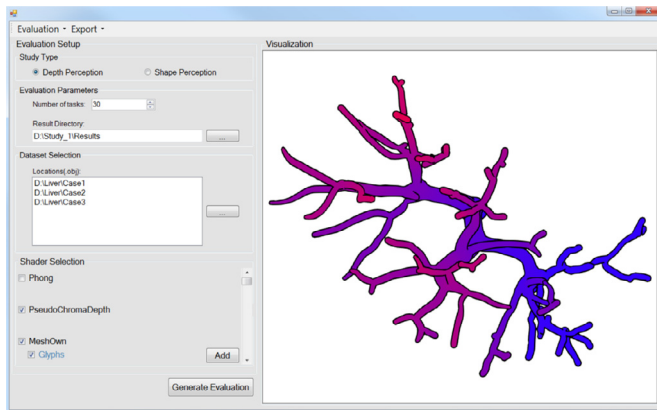 Evaluation Export
Evaluation Setup
Study Type
Depth Perception Shape Perception
Evaluation Parameters
Number of tasks: 30
Result Directory:
D:\Study_1\Results ...
Dataset Selection
Locations(.obj):
D:\Liver\Case1
D:\Liver\Case2
D:\Liver\Case3
...
Shader Selection
Phong
PseudoChromaDepth
MeshOwn
Glyphs Add
Generate Evaluation
Visualization